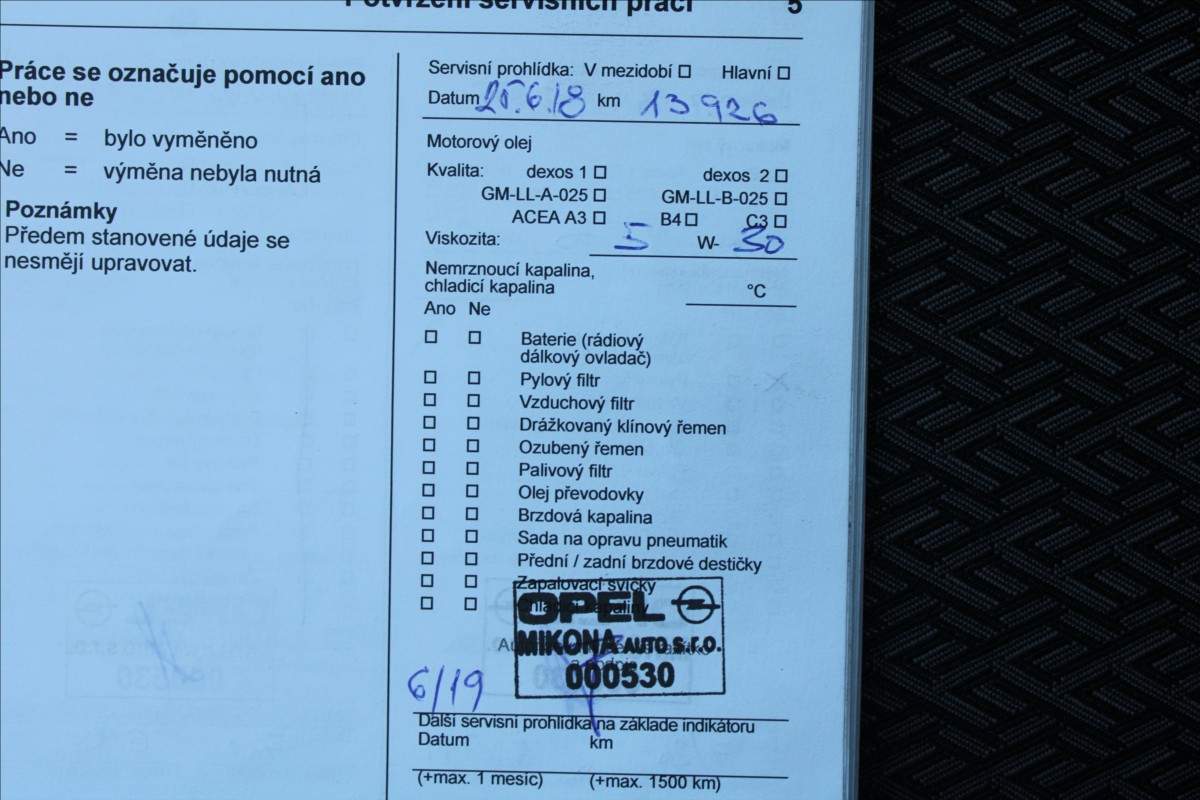 Potvrzení servisních prací 5
Práce se označuje pomocí ano
nebo ne
Ano = bylo vyměněno
Ne = výměna nebyla nutná
Poznámky
Předem stanovené údaje se
nesmějí upravovat.
Servisní prohlídka: V mezidobí Hlavní
Datum 25.6.18 km 13926
Motorový olej
Kvalita: dexos 1 dexos 2
GM-LL-A-025 GM-LL-B-025
ACEA A3 B4 C3
Viskozita: 5 W- 30
Nemrznoucí kapalina,
chladicí kapalina °C
Ano Ne
Baterie (rádiový
dálkový ovladač)
Pylový filtr
Vzduchový filtr
Drážkovaný klínový řemen
Ozubený řemen
Palivový filtr
Olej převodovky
Brzdová kapalina
Sada na opravu pneumatik
Přední / zadní brzdové destičky
Zapalovací svíčky
OPEL
MIKONA AUTO s.r.o.
000530
6/19
Další servisní prohlídka na základe indikátoru
Datum km
(+max. 1 mesíc) (+max. 1500 km)